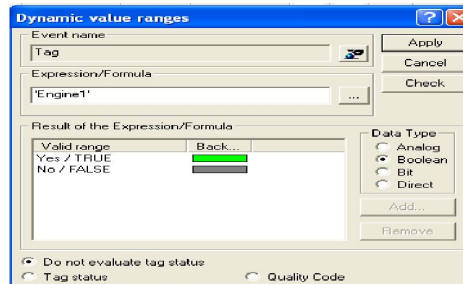 Dynamic value ranges
Event name
Tag
Apply
Cancel
Check
Expression/Formula
'Engine1'
...
Result of the Expression/Formula
Valid range Back...
Yes / TRUE
No / FALSE
Data Type
Analog
Boolean
Bit
Direct
Add...
Remove
Do not evaluate tag status
Tag status
Quality Code